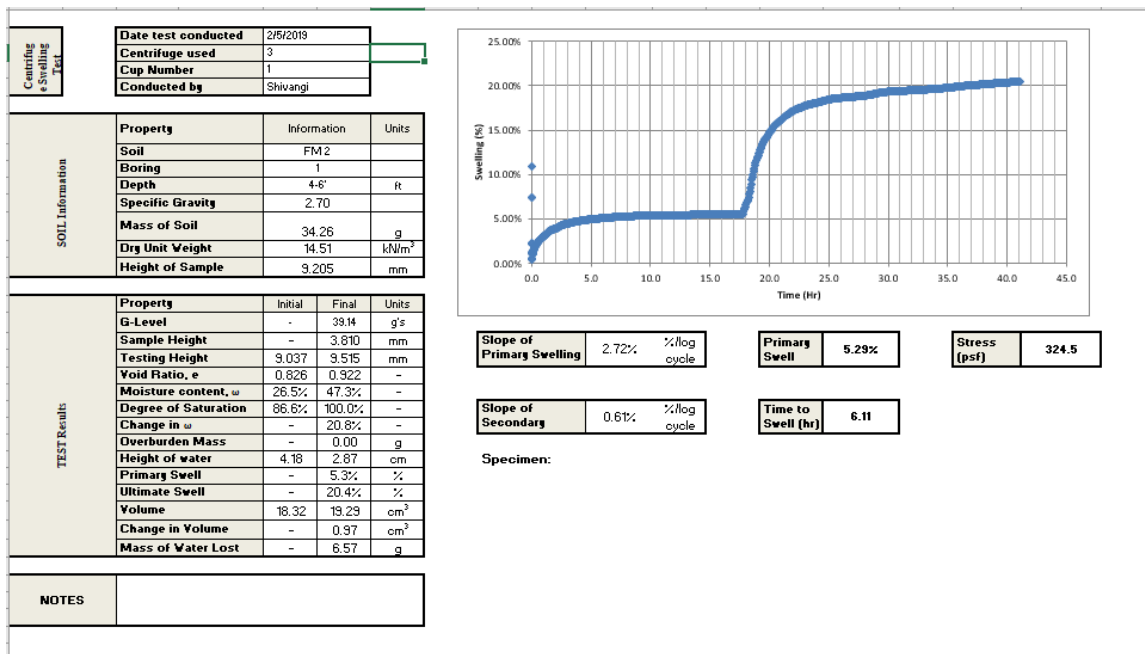 Centrifug
e Swelling
Test
Date test conducted 2/5/2019
Centrifuge used 3
Cup Number 1
Conducted by Shivangi
SOIL Information
Property Information Units
Soil FM 2
Boring 1
Depth 4-6' ft
Specific Gravity 2.70
Mass of Soil 34.26 g
Dry Unit Weight 14.51 kN/m³
Height of Sample 9.205 mm
TEST Results
Property Initial Final Units
G-Level - 39.14 g's
Sample Height - 3.810 mm
Testing Height 9.037 9.515 mm
Void Ratio, e 0.826 0.922 -
Moisture content, ω 26.5% 47.3% -
Degree of Saturation 86.6% 100.0% -
Change in ω - 20.8% -
Overburden Mass - 0.00 g
Height of water 4.18 2.87 cm
Primary Swell - 5.3% %
Ultimate Swell - 20.4% %
Volume 18.32 19.29 cm³
Change in Volume - 0.97 cm³
Mass of Water Lost - 6.57 g
NOTES
25.00%
20.00%
15.00%
10.00%
5.00%
0.00%
Swelling (%)
0.0 5.0 10.0 15.0 20.0 25.0 30.0 35.0 40.0 45.0
Time (Hr)
Slope of
Primary Swelling 2.72% %/log
cycle
Primary
Swell 5.29%
Stress
(psf) 324.5
Slope of
Secondary 0.61% %/log
cycle
Time to
Swell (hr) 6.11
Specimen: